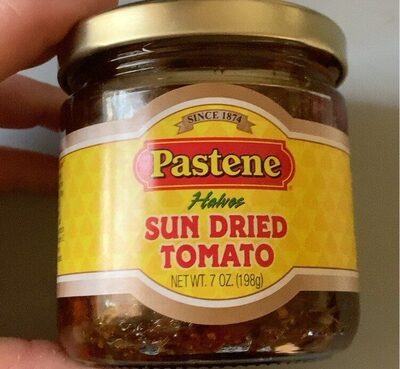 SINCE 1874
Pastene
Halves
SUN DRIED
TOMATO
NET WT. 7 OZ. (198g)